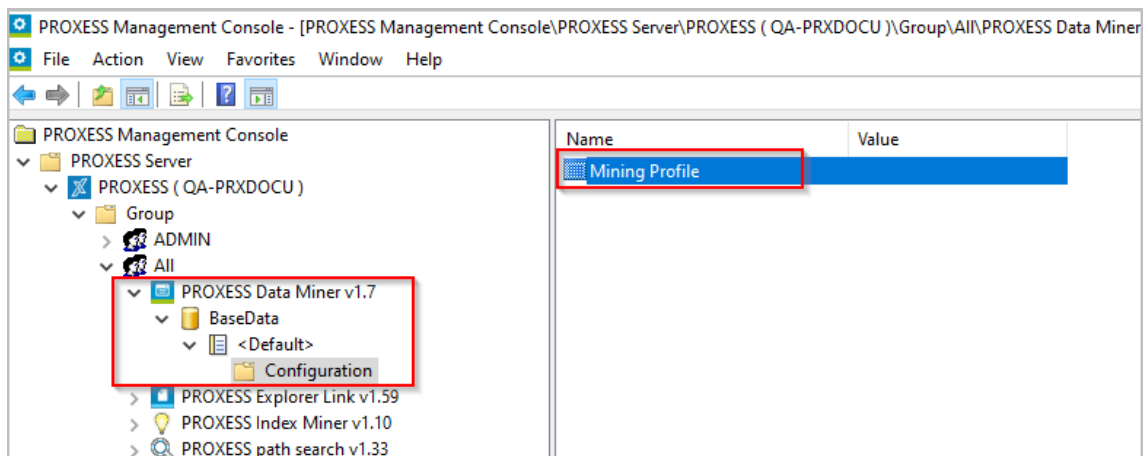 PROXESS Management Console - [PROXESS Management Console\PROXESS Server\PROXESS ( QA-PRXDOCU )\Group\All\PROXESS Data Miner
File Action View Favorites Window Help
PROXESS Management Console
PROXESS Server
PROXESS ( QA-PRXDOCU )
Group
ADMIN
All
PROXESS Data Miner v1.7
BaseData
<Default>
Configuration
PROXESS Explorer Link v1.59
PROXESS Index Miner v1.10
PROXESS path search v1.33
Name Value
Mining Profile